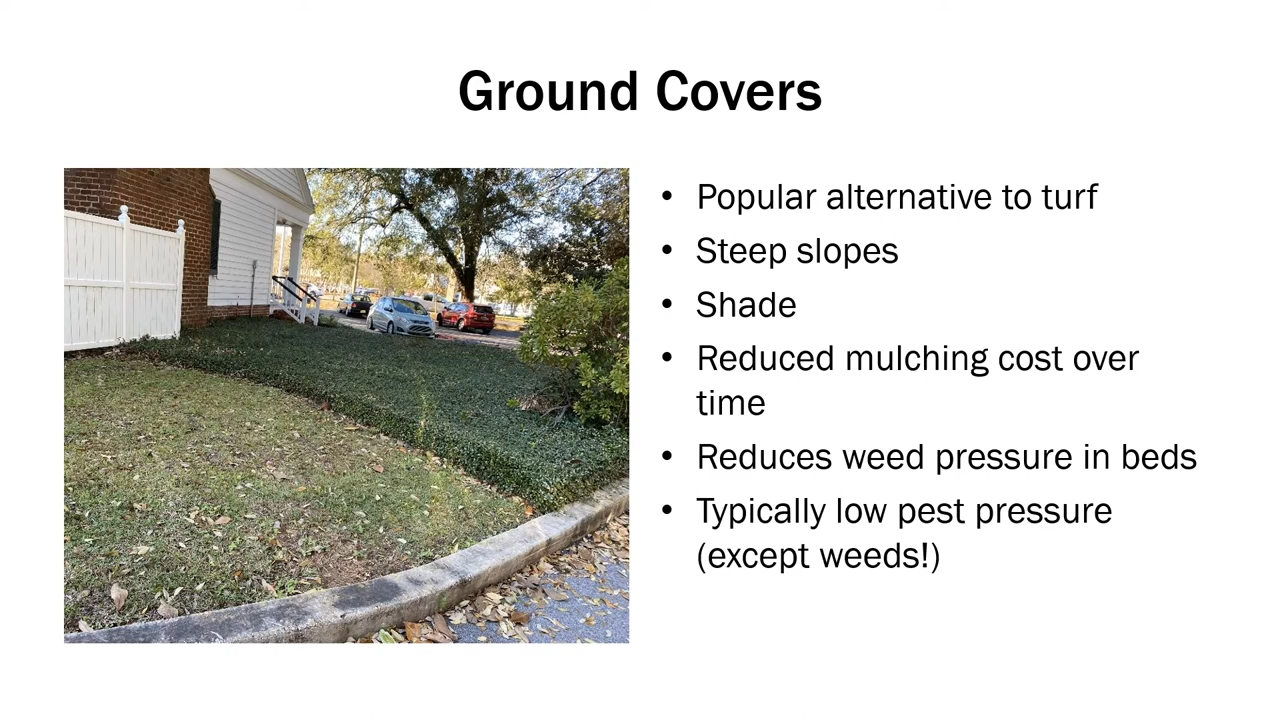 Ground Covers
• Popular alternative to turf
• Steep slopes
• Shade
• Reduced mulching cost over
time
• Reduces weed pressure in beds
• Typically low pest pressure
(except weeds!)